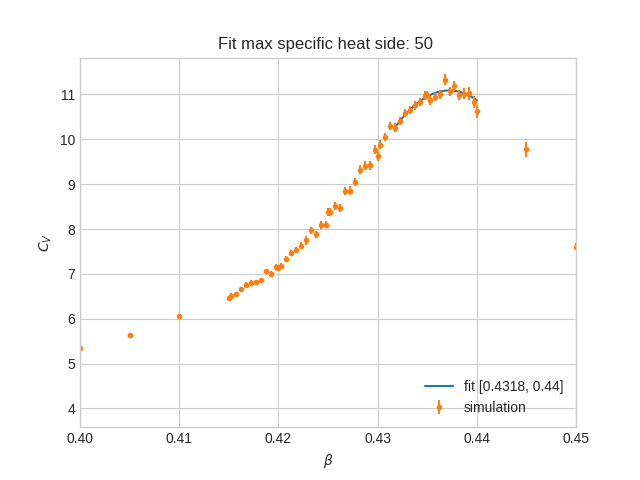 Fit max specific heat side: 50
C_V
11
10
9
8
7
6
5
4
0.40 0.41 0.42 0.43 0.44 0.45
β
fit [0.4318, 0.44]
simulation